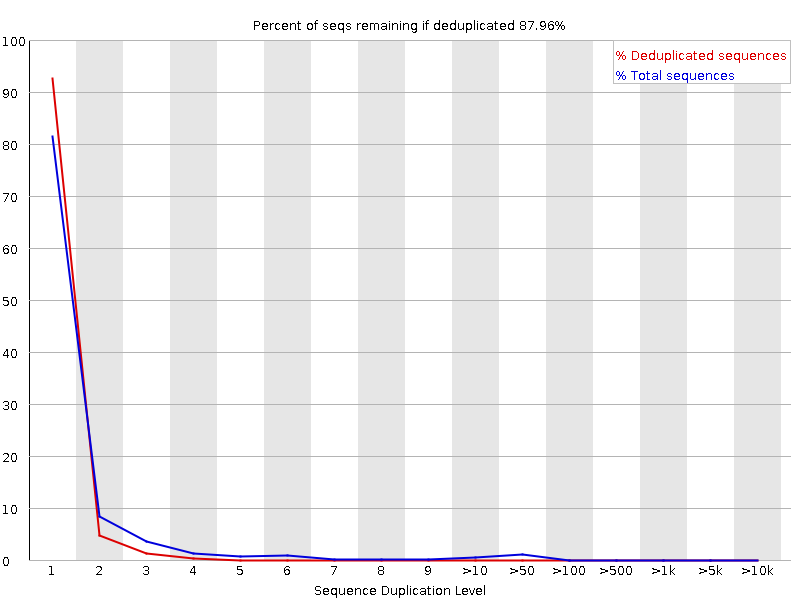 Percent of seqs remaining if deduplicated 87.96%
% Deduplicated sequences
% Total sequences
100
90
80
70
60
50
40
30
20
10
0
1 2 3 4 5 6 7 8 9 >10 >50 >100 >500 >1k >5k >10k
Sequence Duplication Level